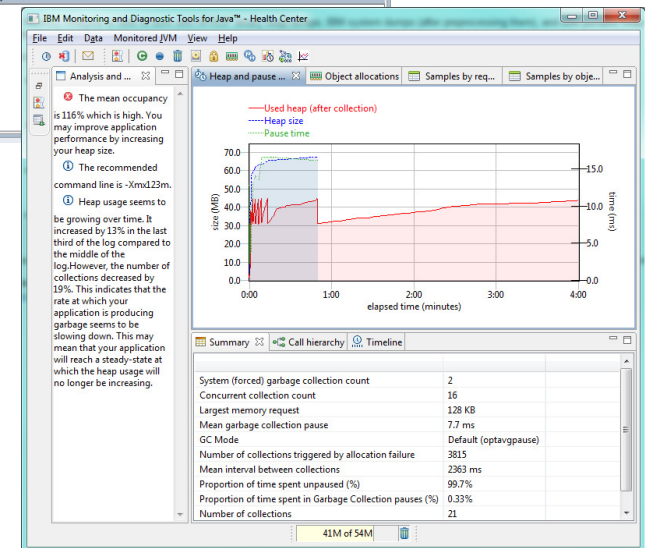 IBM Monitoring and Diagnostic Tools for Java™ - Health Center
File Edit Data Monitored JVM View Help
Analysis and ...
The mean occupancy
is 116% which is high. You
may improve application
performance by increasing
your heap size.
The recommended
command line is -Xmx123m.
Heap usage seems to
be growing over time. It
increased by 13% in the last
third of the log compared to
the middle of the
log.However, the number of
collections decreased by
19%. This indicates that the
rate at which your
application is producing
garbage seems to be
slowing down. This may
mean that your application
will reach a steady-state at
which the heap usage will
no longer be increasing.
Heap and pause ...
Object allocations
Samples by req...
Samples by obje...
Used heap (after collection)
Heap size
Pause time
size (MB)
70.0
60.0
50.0
40.0
30.0
20.0
10.0
0.0
15.0
10.0
5.0
0.0
time (ms)
0:00 1:00 2:00 3:00 4:00
elapsed time (minutes)
Summary
Call hierarchy
Timeline
System (forced) garbage collection count 2
Concurrent collection count 16
Largest memory request 128 KB
Mean garbage collection pause 7.7 ms
GC Mode Default (optavgpause)
Number of collections triggered by allocation failure 3815
Mean interval between collections 2363 ms
Proportion of time spent unpaused (%) 99.7%
Proportion of time spent in Garbage Collection pauses (%) 0.33%
Number of collections 21
41M of 54M